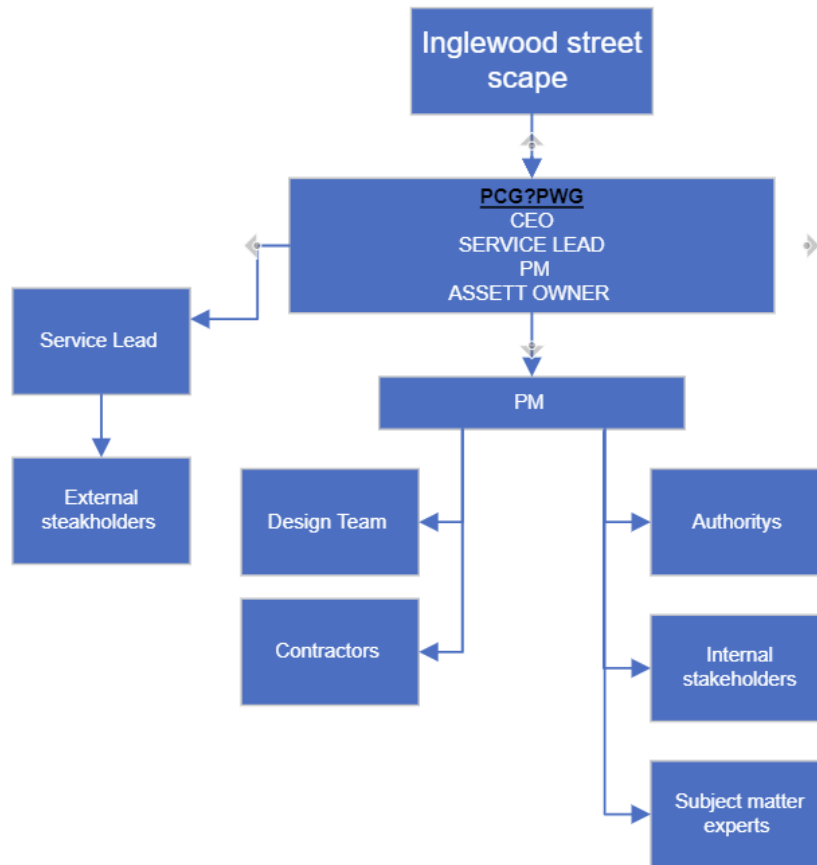 Inglewood street
scape
PCG?PWG
CEO
SERVICE LEAD
PM
ASSETT OWNER
Service Lead
PM
External
steakholders
Design Team
Authoritys
Contractors
Internal
stakeholders
Subject matter
experts